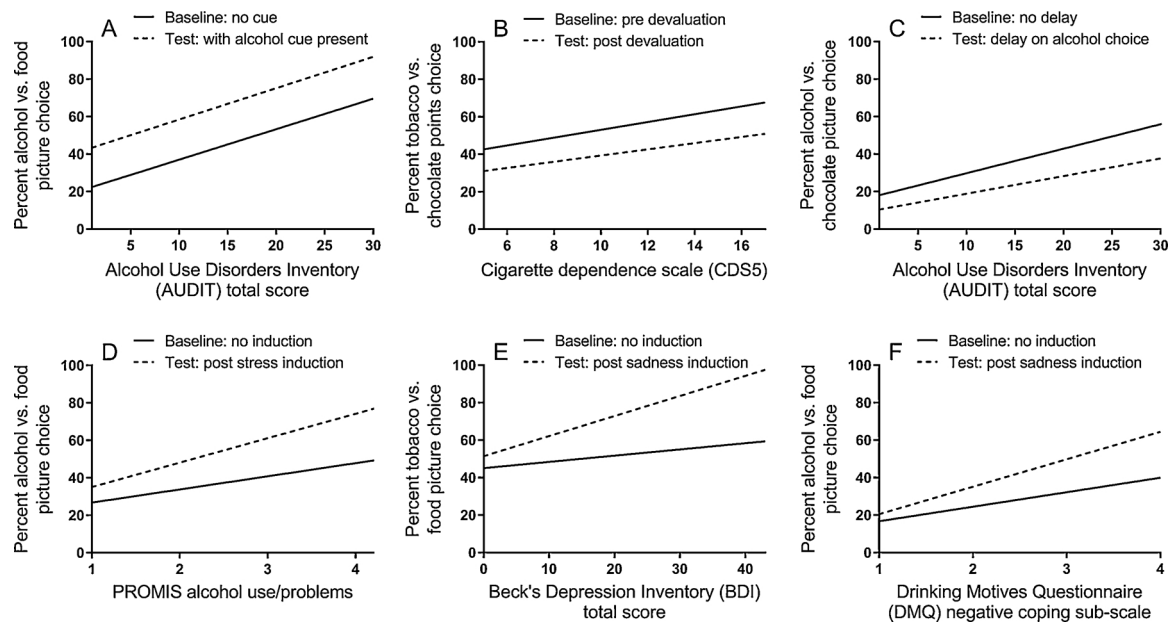 A
Baseline: no cue
Test: with alcohol cue present
Percent alcohol vs. food
picture choice
100
80
60
40
20
0
5 10 15 20 25 30
Alcohol Use Disorders Inventory
(AUDIT) total score
B
Baseline: pre devaluation
Test: post devaluation
Percent tobacco vs.
chocolate points choice
100
80
60
40
20
0
6 8 10 12 14 16
Cigarette dependence scale (CDS5)
C
Baseline: no delay
Test: delay on alcohol choice
Percent alcohol vs.
chocolate picture choice
100
80
60
40
20
0
5 10 15 20 25 30
Alcohol Use Disorders Inventory
(AUDIT) total score
D
Baseline: no induction
Test: post stress induction
Percent alcohol vs. food
picture choice
100
80
60
40
20
0
1 2 3 4
PROMIS alcohol use/problems
E
Baseline: no induction
Test: post sadness induction
Percent tobacco vs.
food picture choice
100
80
60
40
20
0
0 10 20 30 40
Beck's Depression Inventory (BDI)
total score
F
Baseline: no induction
Test: post sadness induction
Percent alcohol vs. food
picture choice
100
80
60
40
20
0
1 2 3 4
Drinking Motives Questionnaire
(DMQ) negative coping sub-scale